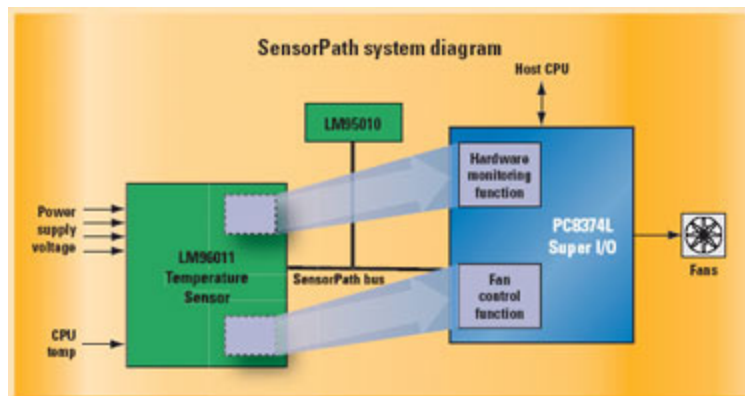 SensorPath system diagram
Host CPU
LM95010
Hardware
monitoring
function
Power
supply
voltage
LM96011
Temperature
Sensor
PC8374L
Super I/O
SensorPath bus
Fans
Fan
control
function
CPU
temp